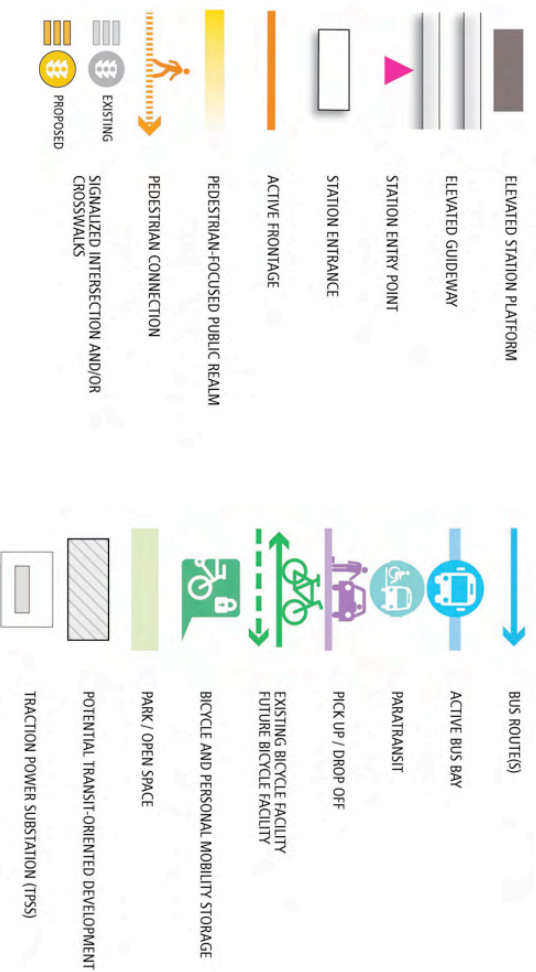 ELEVATED STATION PLATFORM
ELEVATED GUIDEWAY
STATION ENTRY POINT
STATION ENTRANCE
ACTIVE FRONTAGE
PEDESTRIAN-FOCUSED PUBLIC REALM
PEDESTRIAN CONNECTION
EXISTING
PROPOSED
SIGNALIZED INTERSECTION AND/OR
CROSSWALKS
BUS ROUTE(S)
ACTIVE BUS BAY
PARATRANSIT
PICK UP / DROP OFF
EXISTING BICYCLE FACILITY
FUTURE BICYCLE FACILITY
BICYCLE AND PERSONAL MOBILITY STORAGE
PARK / OPEN SPACE
POTENTIAL TRANSIT-ORIENTED DEVELOPMENT
TRACTION POWER SUBSTATION (TPSS)